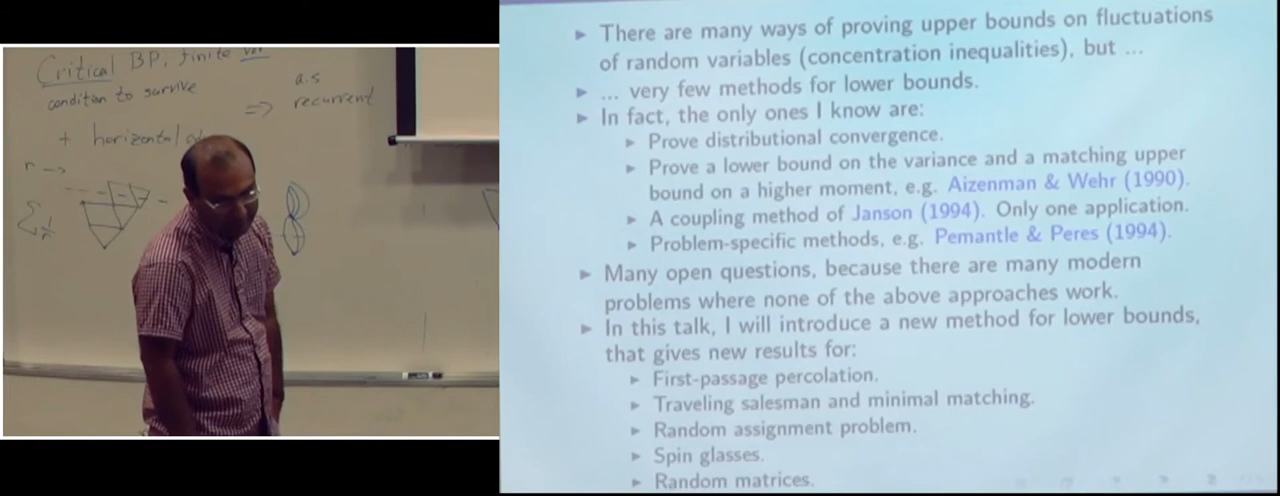 Critical BP, finite var
condition to survive
=> a.s
recurrent
+ horizontal
r -->
▸ There are many ways of proving upper bounds on fluctuations
of random variables (concentration inequalities), but ...
▸ ... very few methods for lower bounds.
▸ In fact, the only ones I know are:
▸ Prove distributional convergence.
▸ Prove a lower bound on the variance and a matching upper
bound on a higher moment, e.g. Aizenman & Wehr (1990).
▸ A coupling method of Janson (1994). Only one application.
▸ Problem-specific methods, e.g. Pemantle & Peres (1994).
▸ Many open questions, because there are many modern
problems where none of the above approaches work.
▸ In this talk, I will introduce a new method for lower bounds,
that gives new results for:
▸ First-passage percolation.
▸ Traveling salesman and minimal matching.
▸ Random assignment problem.
▸ Spin glasses.
▸ Random matrices.